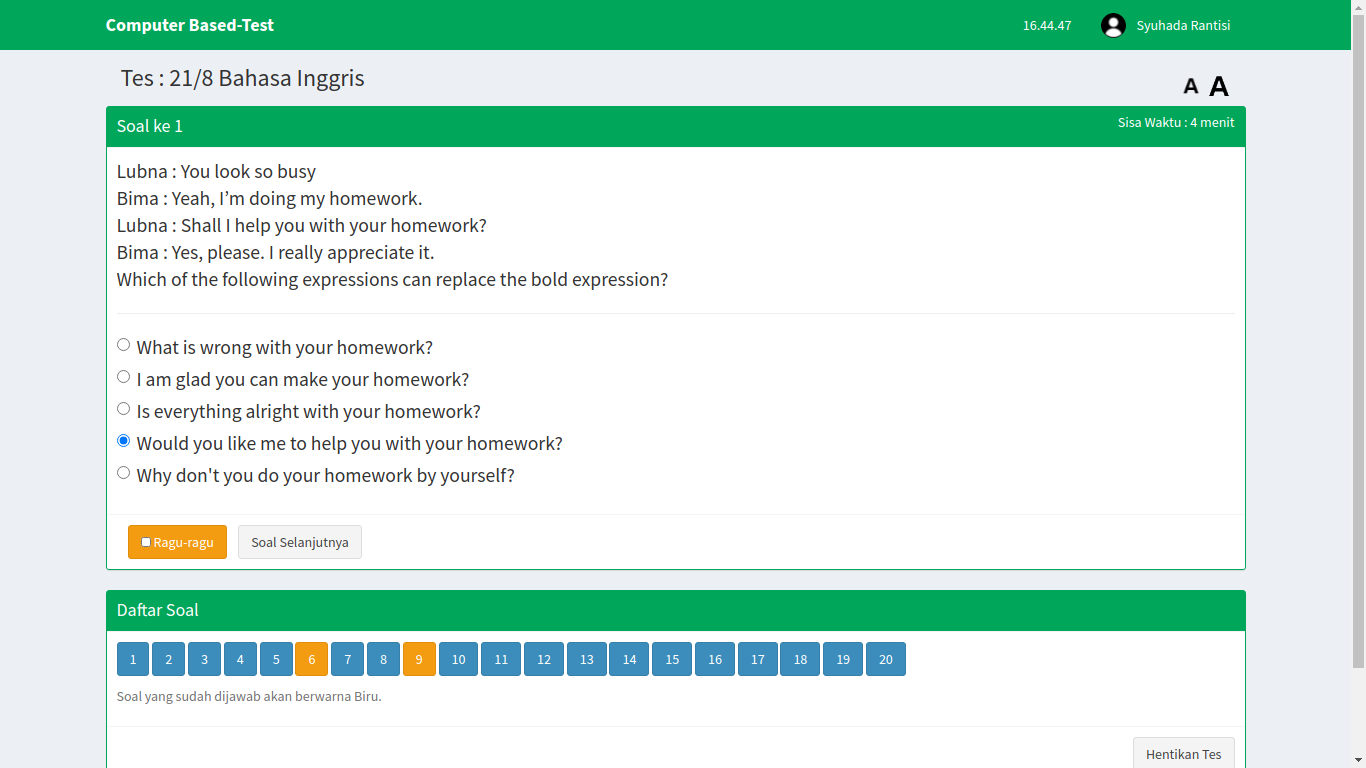 Computer Based-Test
16.44.47
Syuhada Rantisi
Tes : 21/8 Bahasa Inggris
A A
Soal ke 1
Sisa Waktu : 4 menit
Lubna : You look so busy
Bima : Yeah, I’m doing my homework.
Lubna : Shall I help you with your homework?
Bima : Yes, please. I really appreciate it.
Which of the following expressions can replace the bold expression?
What is wrong with your homework?
I am glad you can make your homework?
Is everything alright with your homework?
Would you like me to help you with your homework?
Why don't you do your homework by yourself?
Ragu-ragu
Soal Selanjutnya
Daftar Soal
1 2 3 4 5 6 7 8 9 10 11 12 13 14 15 16 17 18 19 20
Soal yang sudah dijawab akan berwarna Biru.
Hentikan Tes